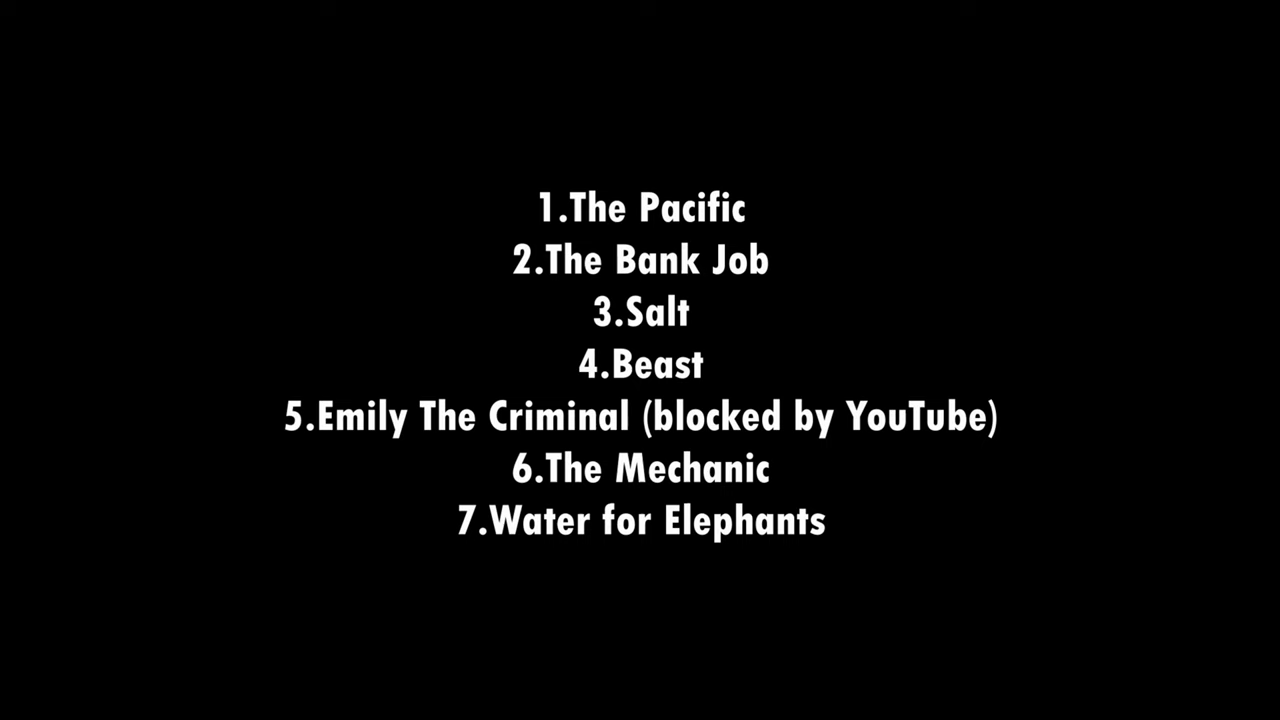 1.The Pacific
2.The Bank Job
3.Salt
4.Beast
5.Emily The Criminal (blocked by YouTube)
6.The Mechanic
7.Water for Elephants